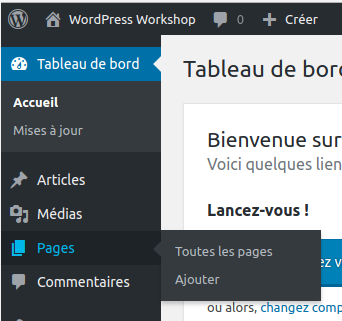 WordPress Workshop 0 Créer
Tableau de bord
Tableau de bord
Accueil
Mises à jour
Bienvenue sur
Voici quelques lien
Articles
Médias
Lancez-vous !
Pages
Toutes les pages
ez v
Ajouter
Commentaires
ou alors, changez comp